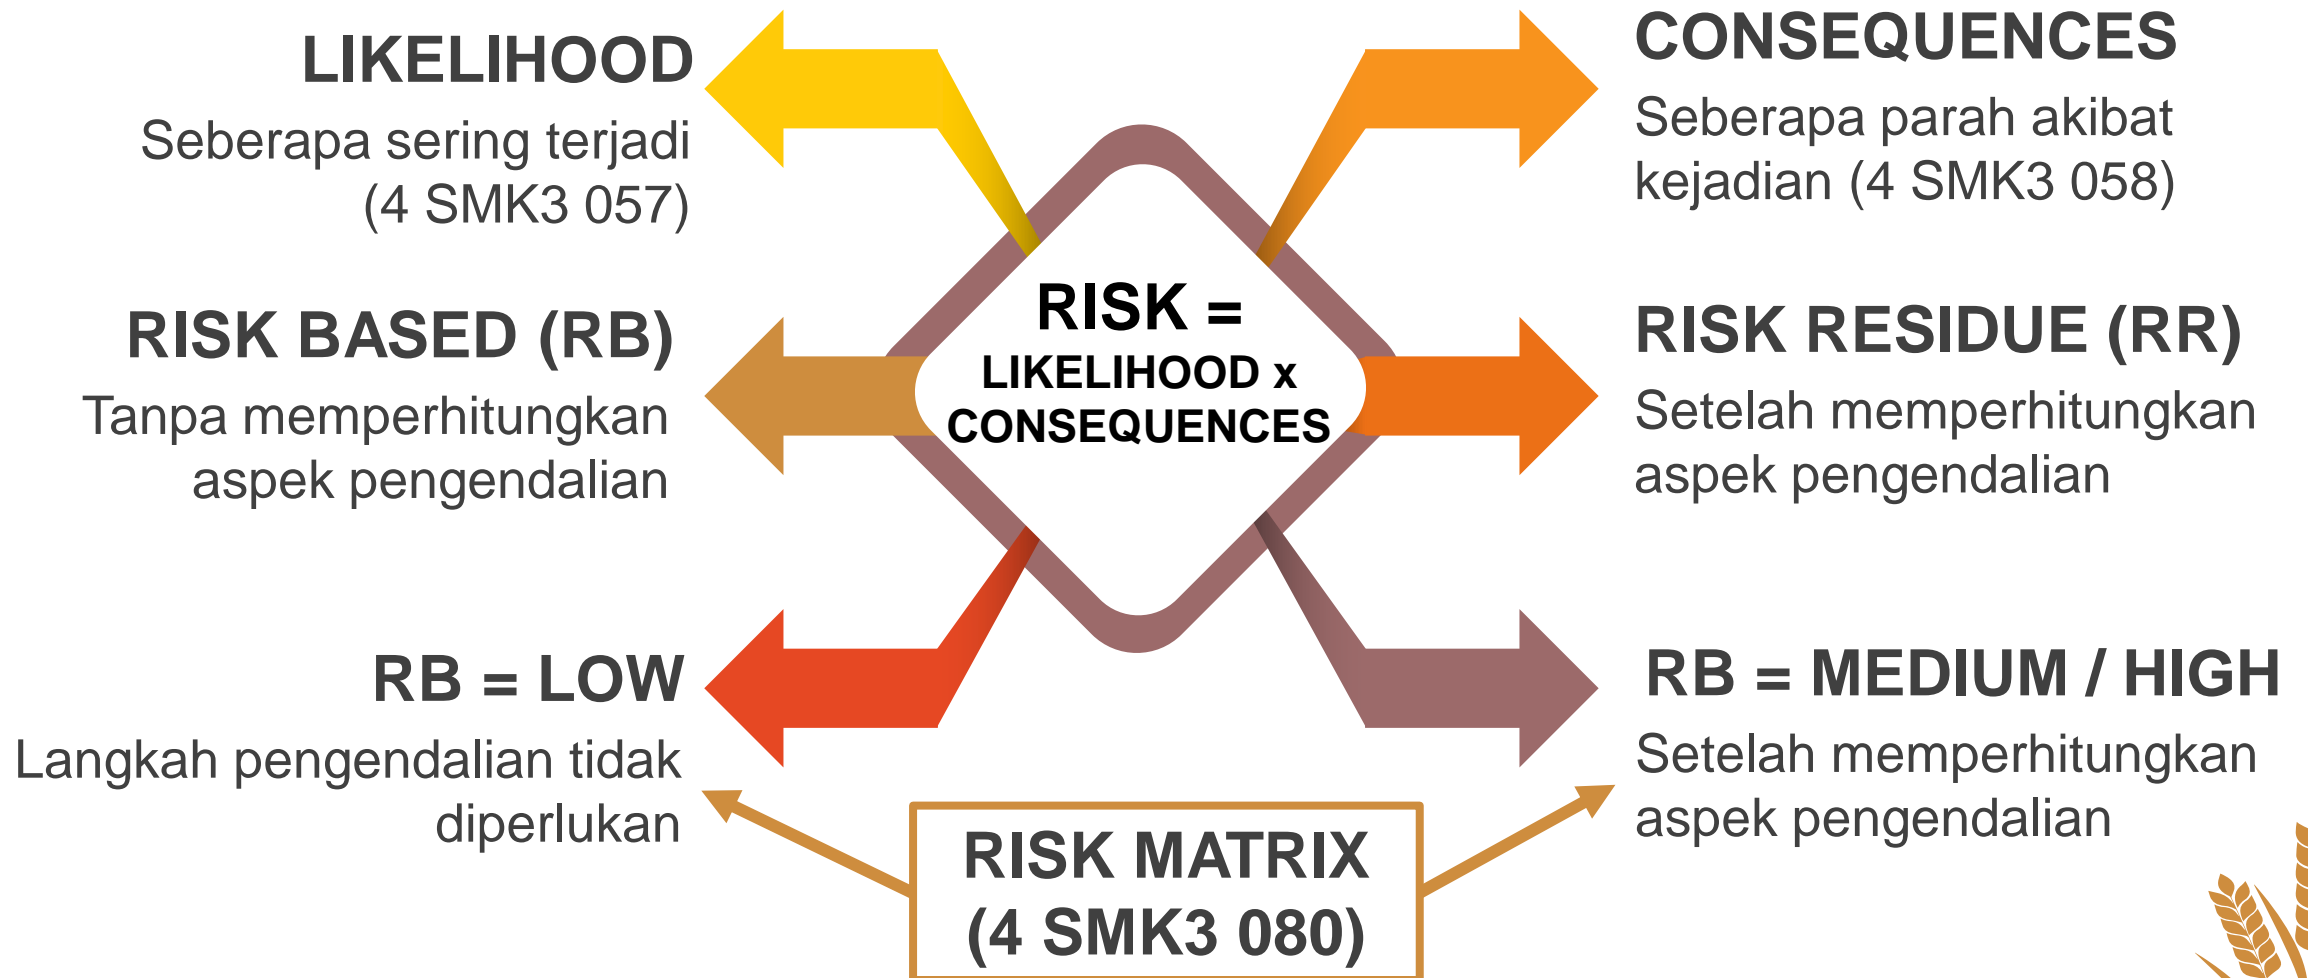 LIKELIHOOD
Seberapa sering terjadi
(4 SMK3 057)
CONSEQUENCES
Seberapa parah akibat
kejadian (4 SMK3 058)
RISK =
LIKELIHOOD x
CONSEQUENCES
RISK BASED (RB)
Tanpa memperhitungkan
aspek pengendalian
RISK RESIDUE (RR)
Setelah memperhitungkan
aspek pengendalian
RB = LOW
Langkah pengendalian tidak
diperlukan
RB = MEDIUM / HIGH
Setelah memperhitungkan
aspek pengendalian
RISK MATRIX
(4 SMK3 080)